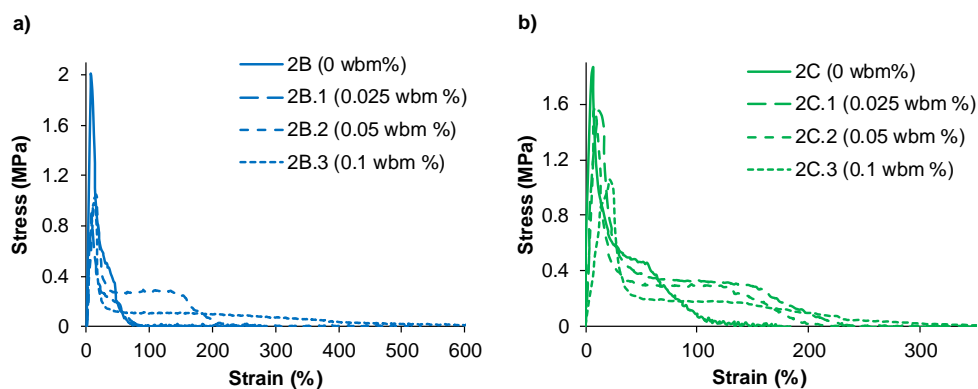 a)
2B (0 wbm%)
2B.1 (0.025 wbm %)
2B.2 (0.05 wbm %)
2B.3 (0.1 wbm %)
Stress (MPa)
2
1.6
1.2
0.8
0.4
0
0 100 200 300 400 500 600
Strain (%)
b)
2C (0 wbm%)
2C.1 (0.025 wbm %)
2C.2 (0.05 wbm %)
2C.3 (0.1 wbm %)
Stress (MPa)
1.6
1.2
0.8
0.4
0
0 100 200 300
Strain (%)